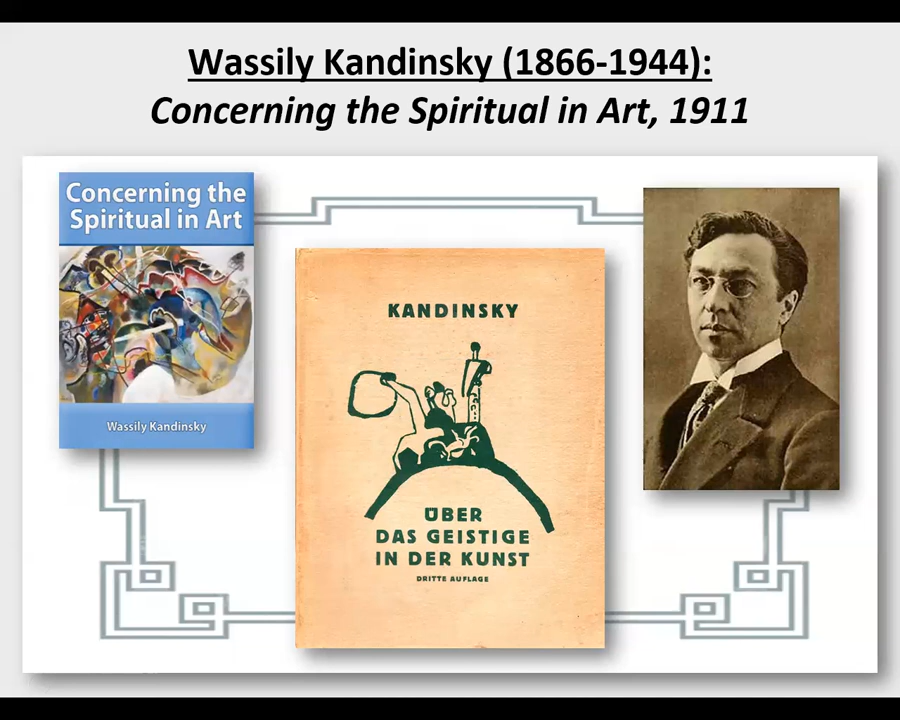 Wassily Kandinsky (1866-1944):
Concerning the Spiritual in Art, 1911
Concerning the
Spiritual in Art
Wassily Kandinsky
KANDINSKY
ÜBER
DAS GEISTIGE
IN DER KUNST
DRITTE AUFLAGE